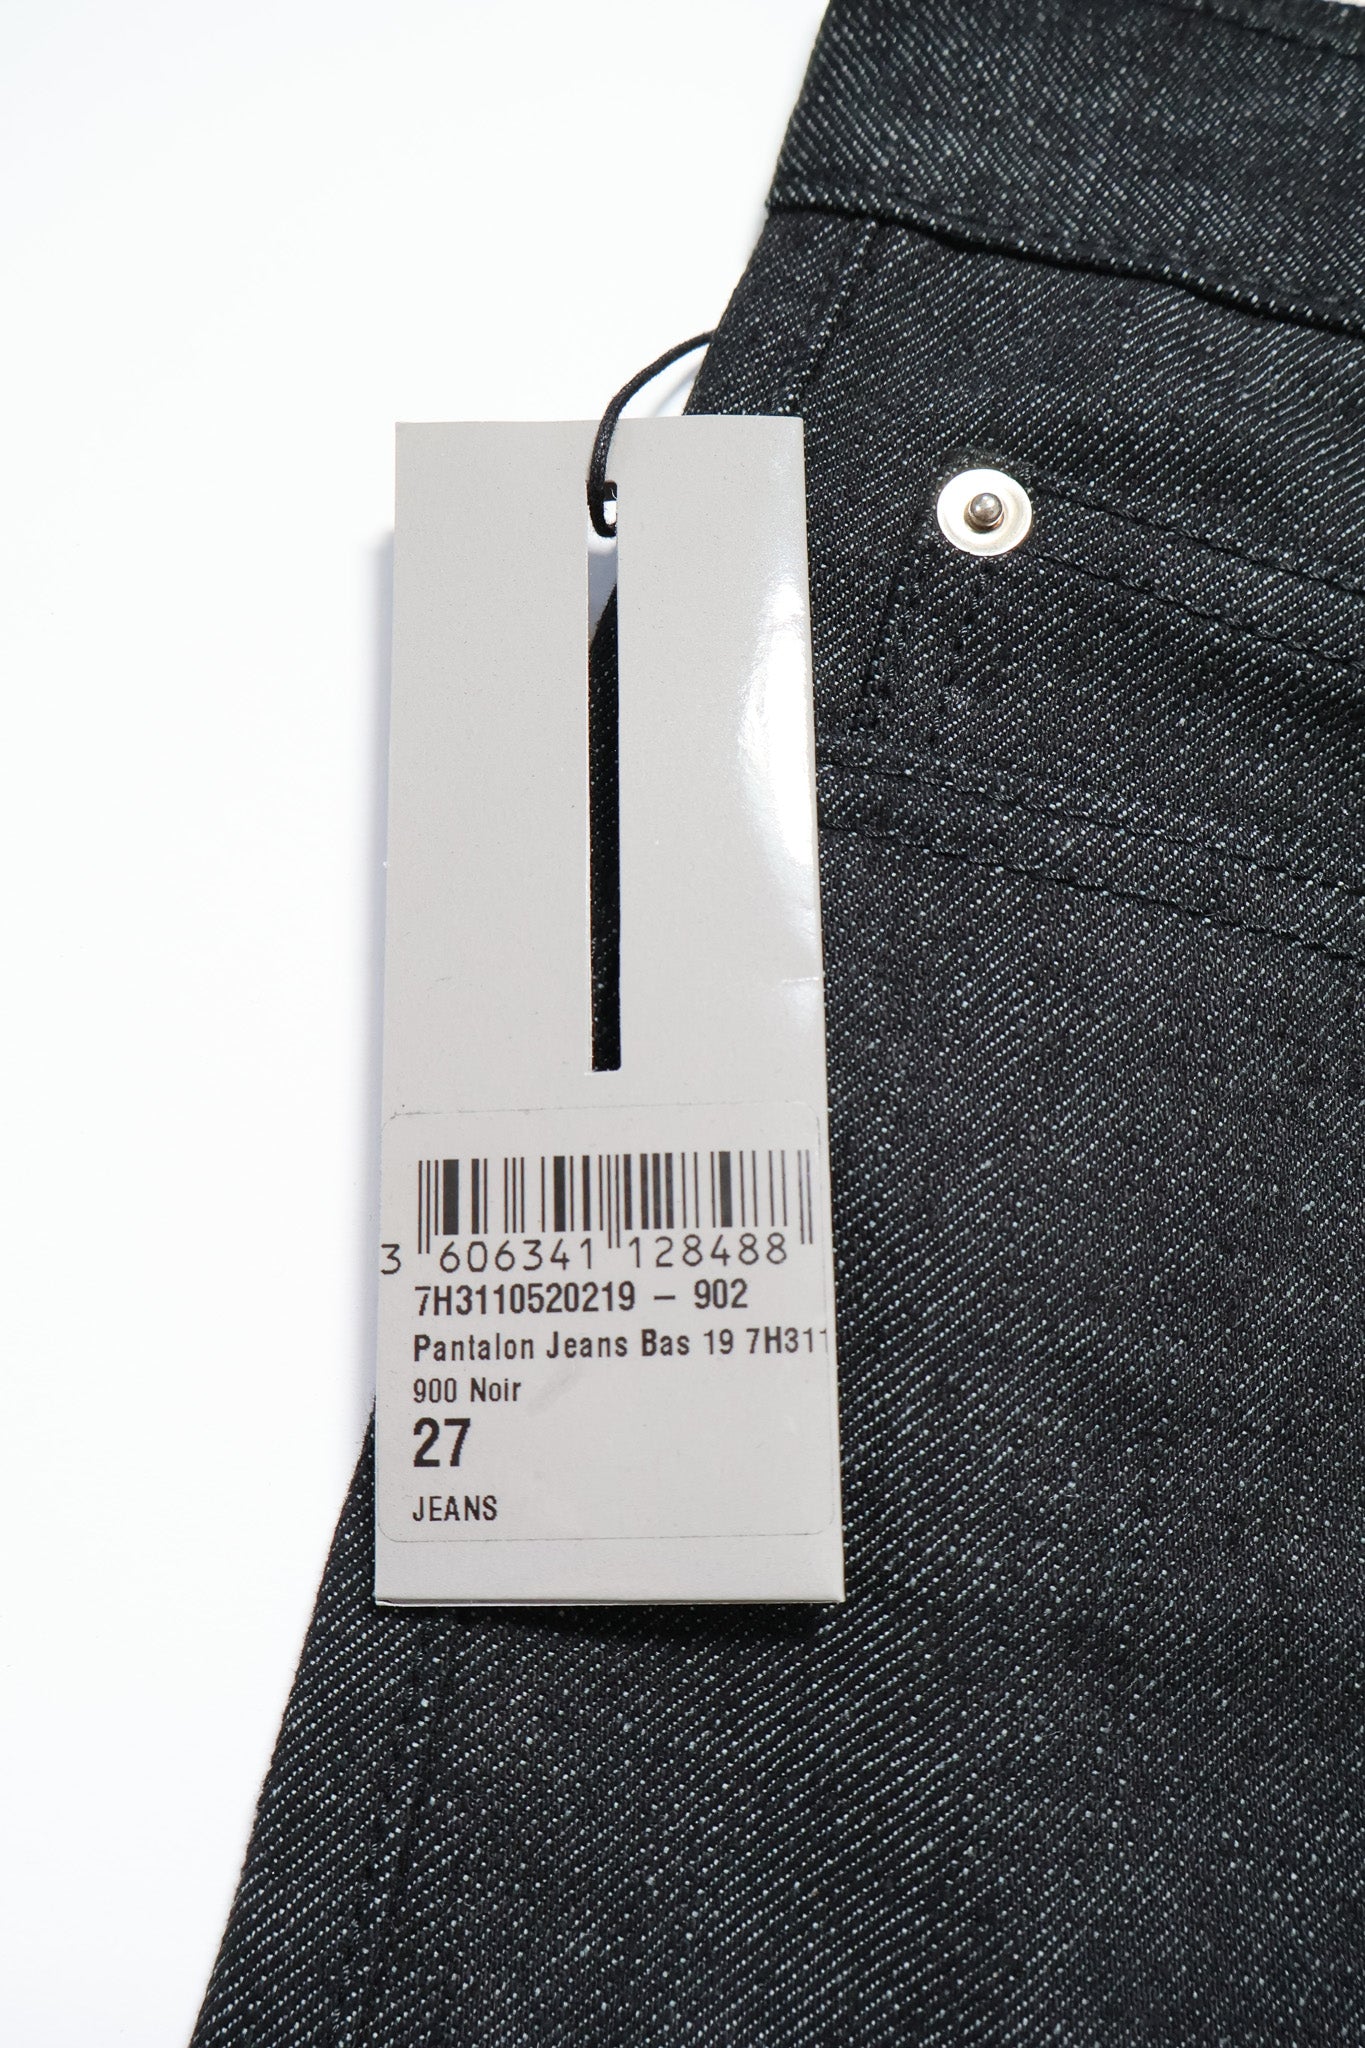 3 606341 128488
7H3110520219 – 902
Pantalon Jeans Bas 19 7H311
900 Noir
27
JEANS